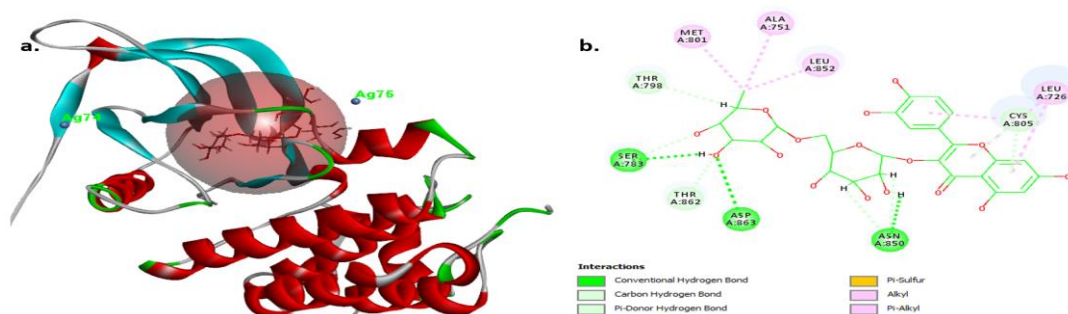 a.
Ag75
Ag76
b.
MET
A:801
ALA
A:751
LEU
A:852
THR
A:798
LEU
A:726
CYS
A:805
H
SER
A:783
H
THR
A:862
ASP
A:863
H
H
H
ASN
A:850
Interactions
Conventional Hydrogen Bond
Carbon Hydrogen Bond
Pi-Donor Hydrogen Bond
Pi-Sulfur
Alkyl
Pi-Alkyl